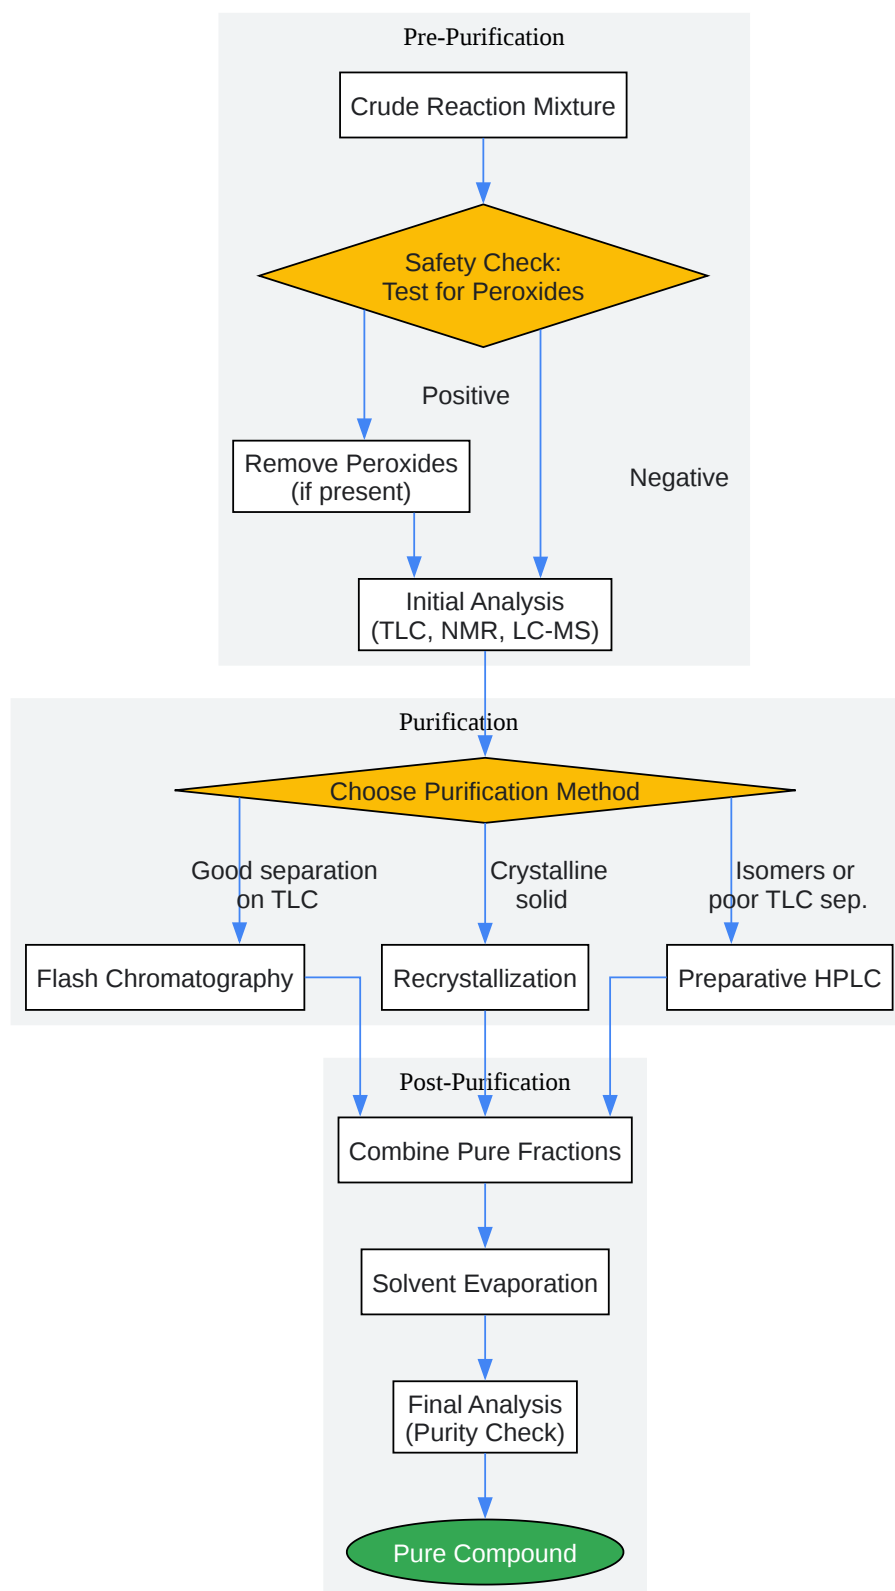 Pre-Purification
Crude Reaction Mixture
Safety Check:
Test for Peroxides
Positive
Remove Peroxides
(if present)
Negative
Initial Analysis
(TLC, NMR, LC-MS)
Purification
Choose Purification Method
Good separation
on TLC
Crystalline
solid
Isomers or
poor TLC sep.
Flash Chromatography
Recrystallization
Preparative HPLC
Post-Purification
Combine Pure Fractions
Solvent Evaporation
Final Analysis
(Purity Check)
Pure Compound